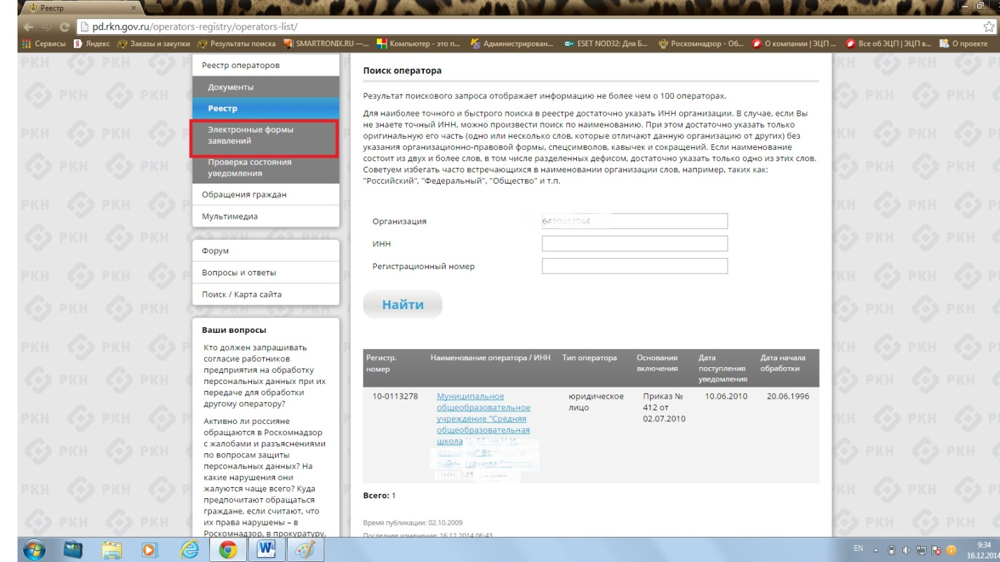 Реестр
pd.rkn.gov.ru/operators-registry/operators-list/
Сервисы Яндекс Заказы и закупки Результаты поиска SMARTRONIX.RU —... Компьютер - это п... Администрирован... ESET NOD32: Для Б... Роскомнадзор - Об... О компании | ЭЦП ... Все об ЭЦП | ЭЦП в... О проекте
Реестр операторов
Документы
Реестр
Электронные формы
заявлений
Проверка состояния
уведомления
Обращения граждан
Мультимедиа
Форум
Вопросы и ответы
Поиск / Карта сайта
Ваши вопросы
Кто должен запрашивать
согласие работников
предприятия на обработку
персональных данных при их
передаче для обработки
другому оператору?
Активно ли россияне
обращаются в Роскомнадзор
с жалобами и разъяснениями
по вопросам защиты
персональных данных? На
какие нарушения они
жалуются чаще всего? Куда
предпочитают обращаться
граждане, если считают, что
их права нарушены – в
Роскомнадзор, в прокуратуру,
Поиск оператора
Результат поискового запроса отображает информацию не более чем о 100 операторах.
Для наиболее точного и быстрого поиска в реестре достаточно указать ИНН организации. В случае, если Вы
не знаете точный ИНН, можно произвести поиск по наименованию. При этом достаточно указать только
оригинальную его часть (одно или несколько слов, которые отличают данную организацию от других) без
указания организационно-правовой формы, спецсимволов, кавычек и сокращений. Если наименование
состоит из двух и более слов, в том числе разделенных дефисом, достаточно указать только одно из этих слов.
Советуем избегать часто встречающихся в наименовании организации слов, например, таких как:
"Российский", "Федеральный", "Общество" и т.п.
Организация
ИНН
Регистрационный номер
Найти
Регистр. Наименование оператора / ИНН Тип оператора Основания Дата Дата начала
номер включения поступления обработки
уведомления
10-0113278 Муниципальное юридическое Приказ № 10.06.2010 20.06.1996
общеобразовательное лицо 412 от
учреждение "Средняя 02.07.2010
общеобразовательная
школа
района города Саратова
ИНН:
Всего: 1
Время публикации: 02.10.2009
Последнее изменение: 16.12.2014 06:43
РКН
EN 9:34
16.12.2014